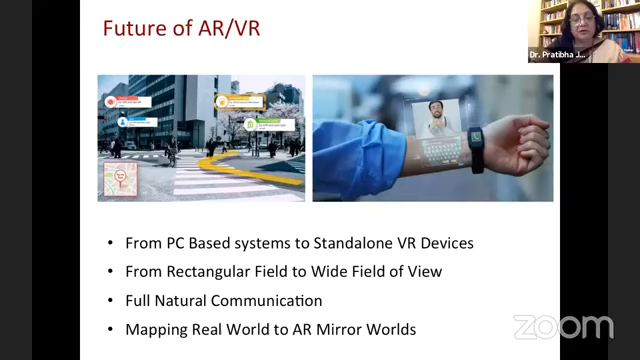 Future of AR/VR
Dr. Pratibha J...
• From PC Based systems to Standalone VR Devices
• From Rectangular Field to Wide Field of View
• Full Natural Communication
• Mapping Real World to AR Mirror Worlds
zoom